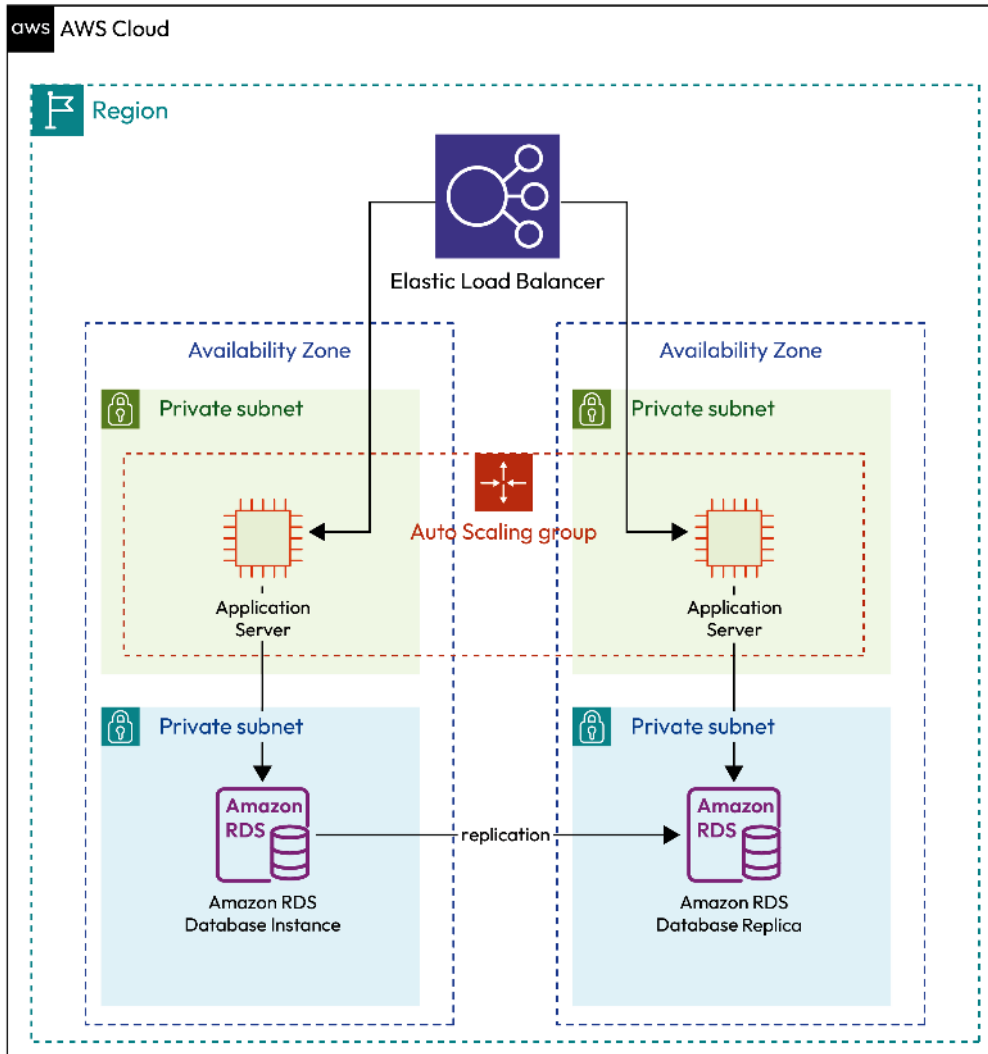 aws AWS Cloud
Region
Elastic Load Balancer
Availability Zone
Availability Zone
Private subnet
Private subnet
Auto Scaling group
Application
Server
Application
Server
Private subnet
Private subnet
Amazon
RDS
Amazon
RDS
replication
Amazon RDS
Database Instance
Amazon RDS
Database Replica